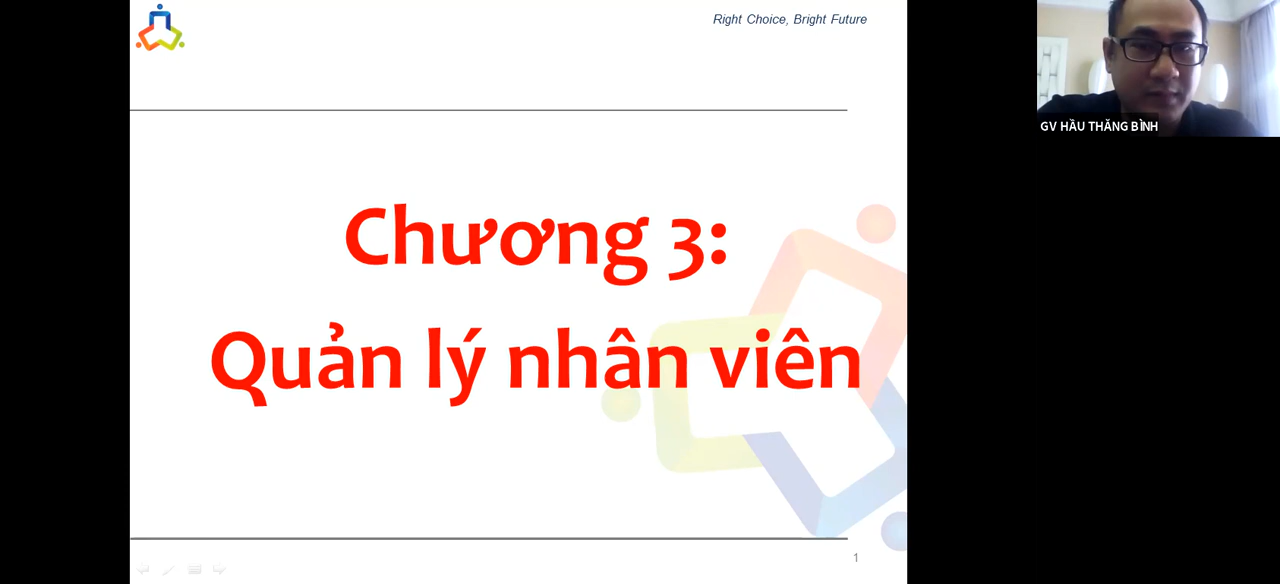 Right Choice, Bright Future
GV HẦU THĂNG BÌNH
Chương 3:
Quản lý nhân viên
1